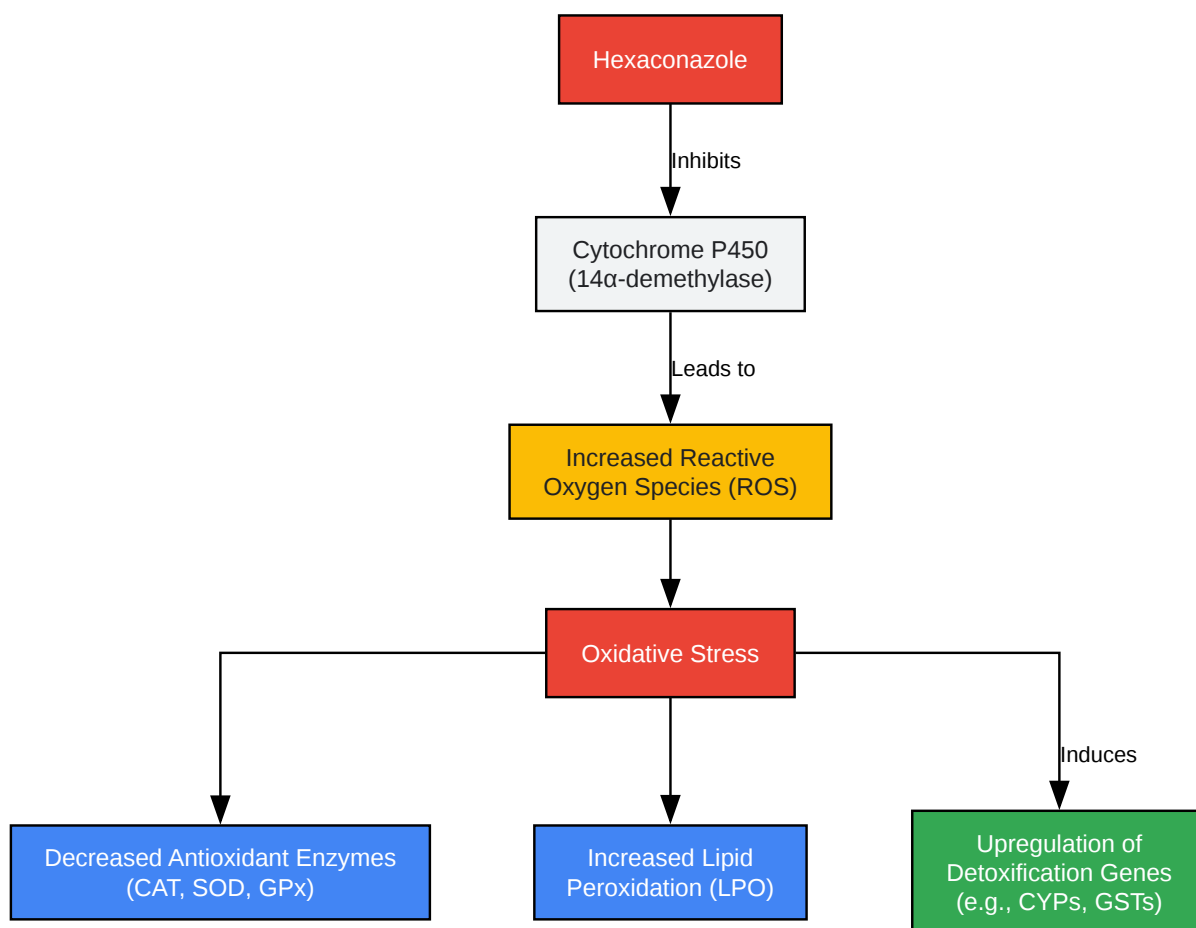 Hexaconazole
Inhibits
Cytochrome P450
(14α-demethylase)
Leads to
Increased Reactive
Oxygen Species (ROS)
Oxidative Stress
Induces
Decreased Antioxidant Enzymes
(CAT, SOD, GPx)
Increased Lipid
Peroxidation (LPO)
Upregulation of
Detoxification Genes
(e.g., CYPs, GSTs)